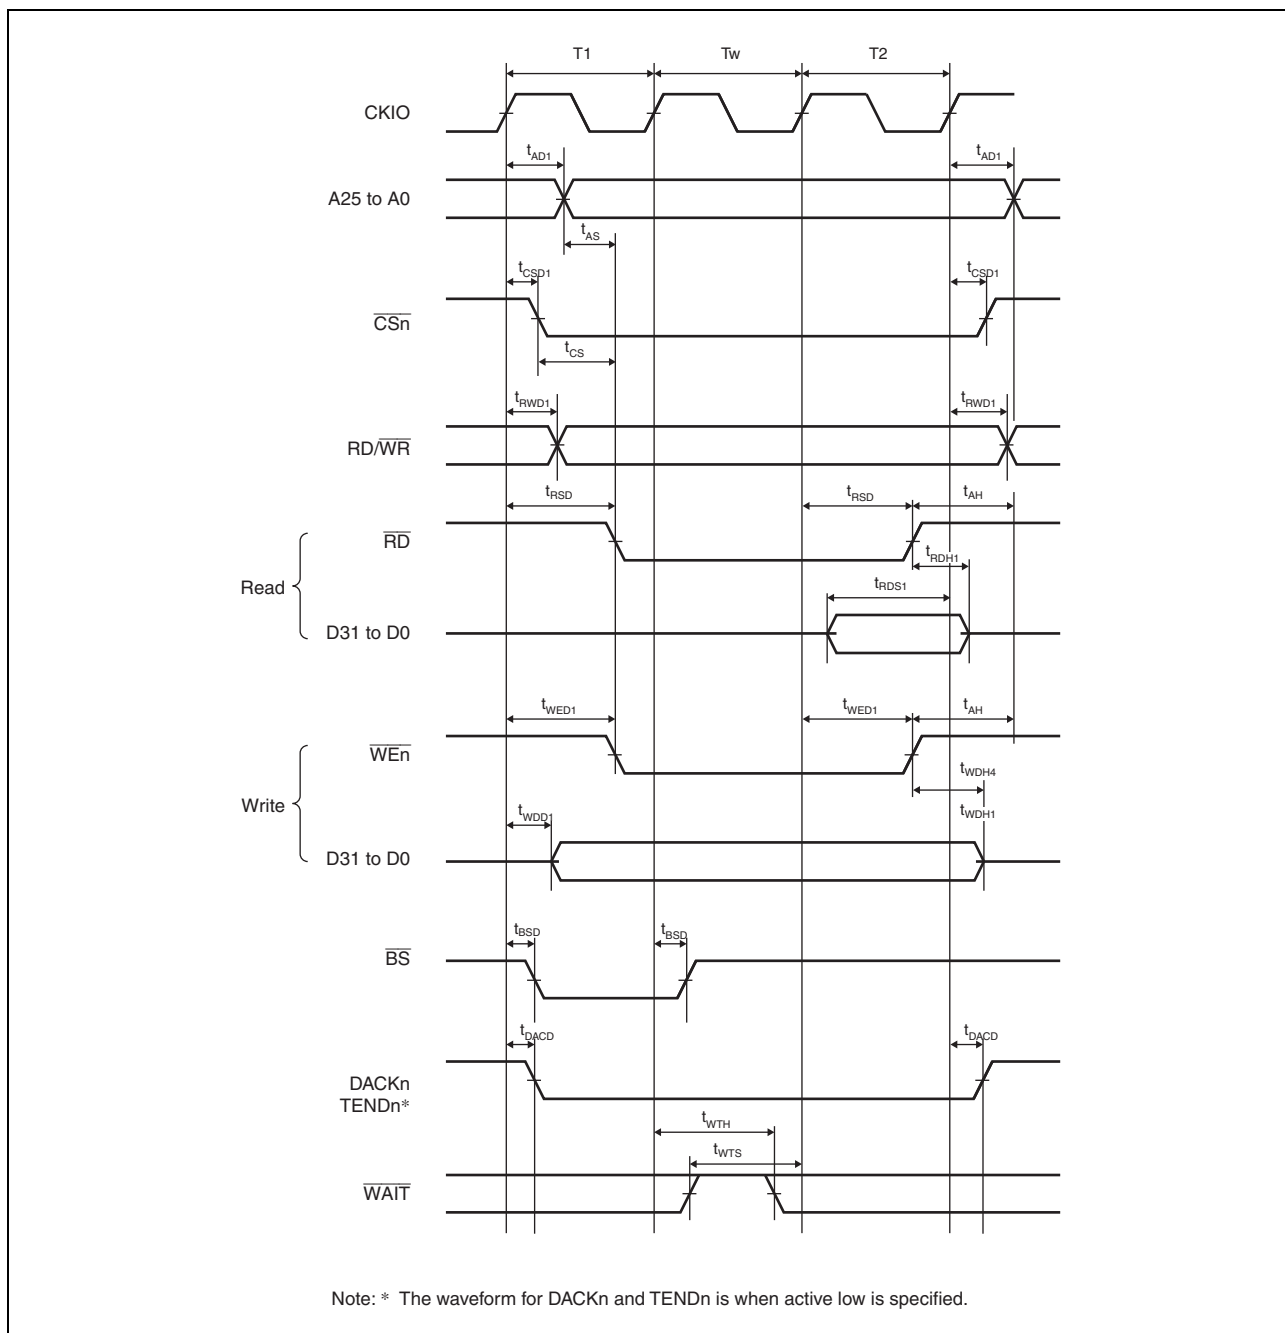 T1 Tw T2
CKIO
tAD1 tAD1
A25 to A0
tAS
tCSD1 tCSD1
CSn
tCS
tRWD1 tRWD1
RD/WR
tRSD tRSD tAH
RD
tRDH1
Read
tRDS1
D31 to D0
tWED1 tWED1 tAH
WEn
tWDH4
Write
tWDD1 tWDH1
D31 to D0
tBSD tBSD
BS
tDACD tDACD
DACKn
TENDn*
tWTH
tWTS
WAIT
Note: * The waveform for DACKn and TENDn is when active low is specified.